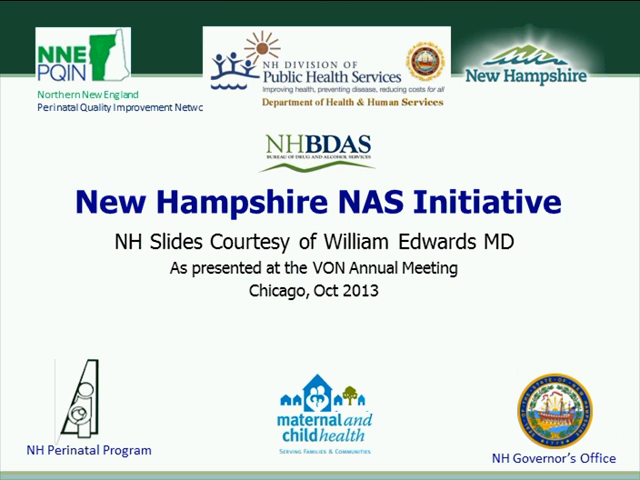 NNE
PQIN
Northern New England
Perinatal Quality Improvement Netwc
NH DIVISION OF
Public Health Services
Improving health, preventing disease, reducing costs for all
Department of Health & Human Services
New Hampshire
NHBDAS
BUREAU OF DRUG AND ALCOHOL SERVICES
New Hampshire NAS Initiative
NH Slides Courtesy of William Edwards MD
As presented at the VON Annual Meeting
Chicago, Oct 2013
NH Perinatal Program
maternal and
child health
SERVING FAMILIES & COMMUNITIES
NH Governor's Office